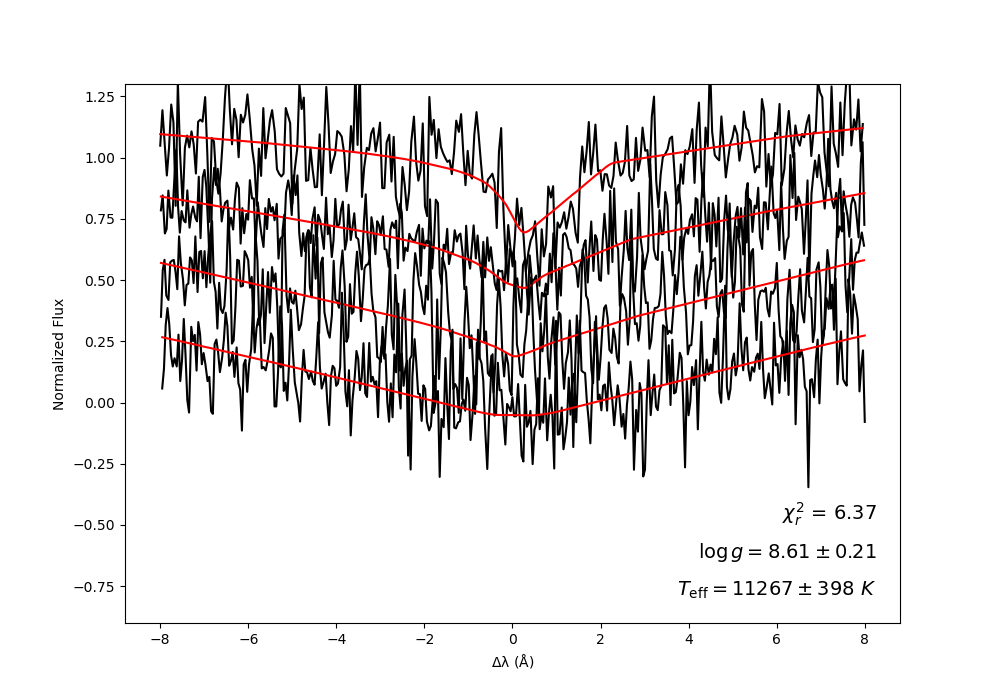 1.25
1.00
0.75
0.50
0.25
0.00
−0.25
−0.50
−0.75
Normalized Flux
χ²ᵣ = 6.37
log g = 8.61 ± 0.21
T_eff = 11267 ± 398 K
−8 −6 −4 −2 0 2 4 6 8
Δλ (Å)